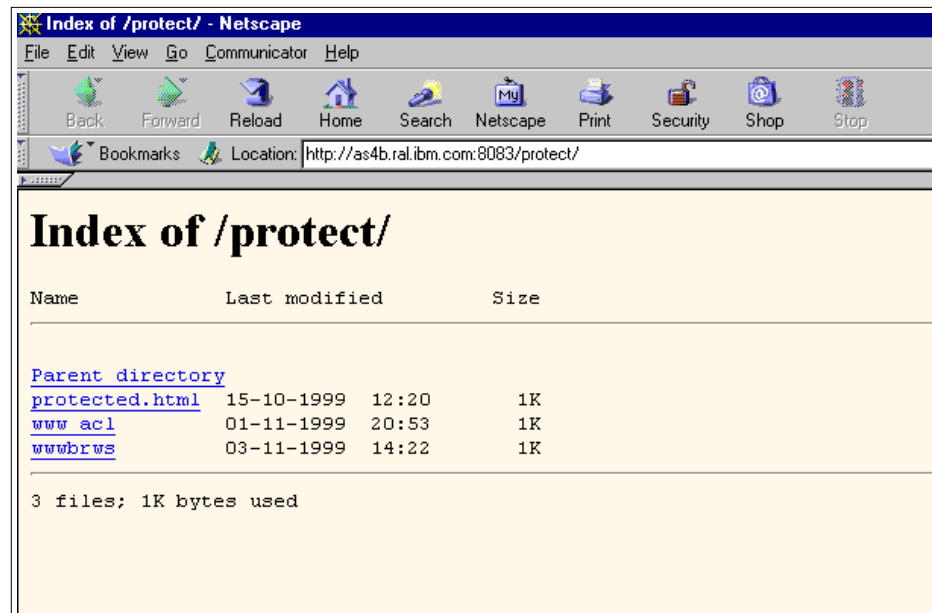 Index of /protect/ - Netscape
File Edit View Go Communicator Help
My
Back Forward Reload Home Search Netscape Print Security Shop Stop
Bookmarks Location: http://as4b.ral.ibm.com:8083/protect/
Index of /protect/
Name Last modified Size
Parent directory
protected.html 15-10-1999 12:20 1K
www acl 01-11-1999 20:53 1K
wwwbrws 03-11-1999 14:22 1K
3 files; 1K bytes used